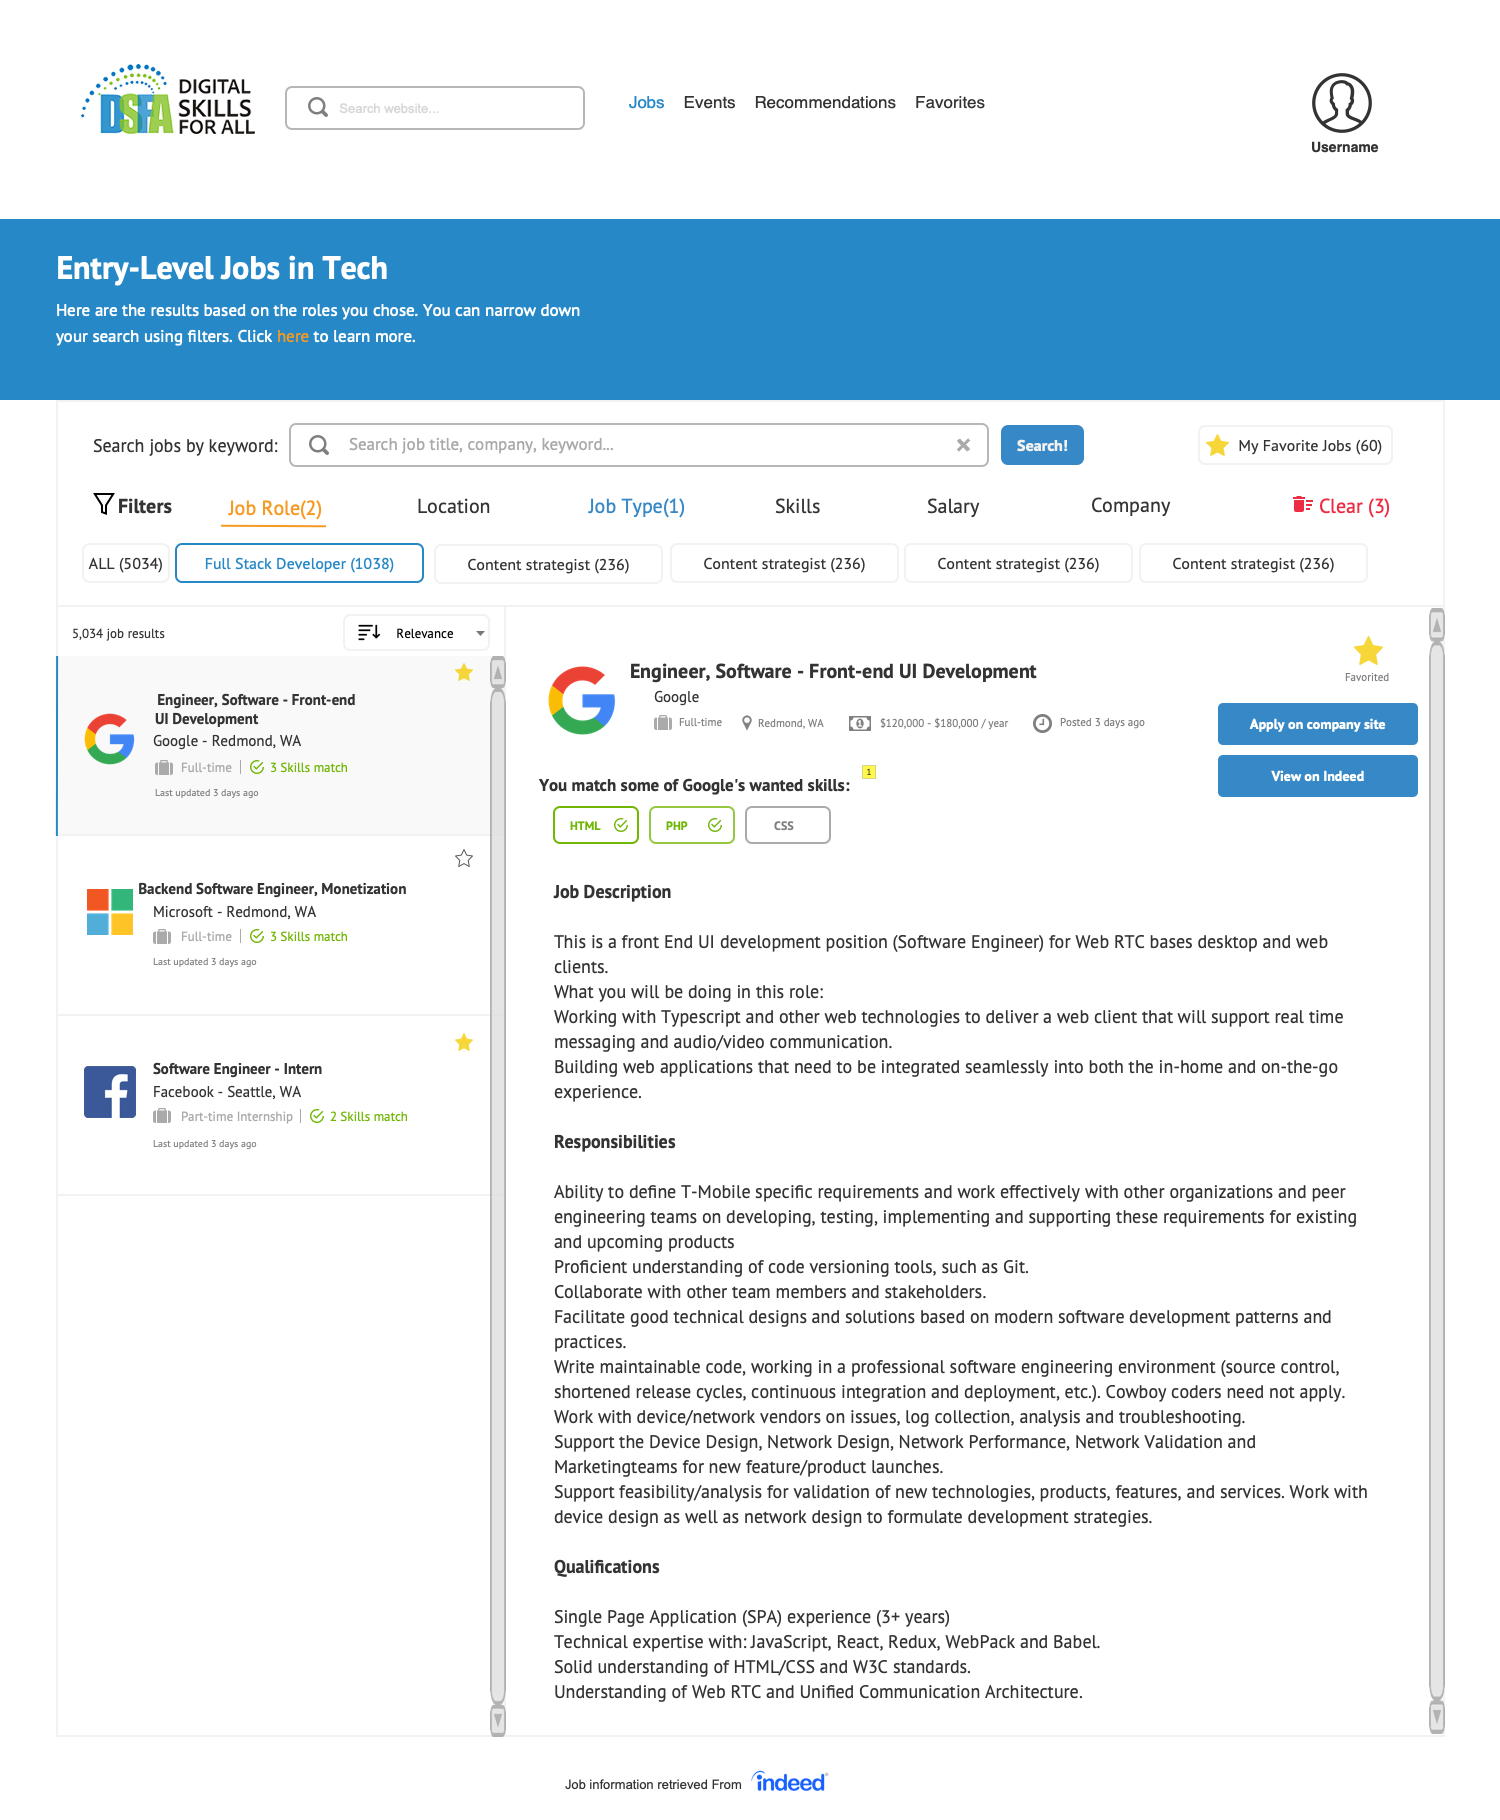 DSFA
DIGITAL
SKILLS
FOR ALL
Search website...
Jobs Events Recommendations Favorites
Username
Entry-Level Jobs in Tech
Here are the results based on the roles you chose. You can narrow down
your search using filters. Click here to learn more.
Search jobs by keyword:
Search job title, company, keyword...
Search!
My Favorite Jobs (60)
Filters Job Role(2) Location Job Type(1) Skills Salary Company Clear (3)
ALL (5034) Full Stack Developer (1038) Content strategist (236) Content strategist (236) Content strategist (236) Content strategist (236)
5,034 job results
Relevance
Engineer, Software - Front-end
UI Development
Google - Redmond, WA
Full-time 3 Skills match
Last updated 3 days ago
Backend Software Engineer, Monetization
Microsoft - Redmond, WA
Full-time 3 Skills match
Last updated 3 days ago
Software Engineer - Intern
Facebook - Seattle, WA
Part-time Internship 2 Skills match
Last updated 3 days ago
Engineer, Software - Front-end UI Development
Google
Full-time Redmond, WA $120,000 - $180,000 / year Posted 3 days ago
Favorited
Apply on company site
View on Indeed
You match some of Google's wanted skills:
1
HTML PHP CSS
Job Description
This is a front End UI development position (Software Engineer) for Web RTC bases desktop and web
clients.
What you will be doing in this role:
Working with Typescript and other web technologies to deliver a web client that will support real time
messaging and audio/video communication.
Building web applications that need to be integrated seamlessly into both the in-home and on-the-go
experience.
Responsibilities
Ability to define T-Mobile specific requirements and work effectively with other organizations and peer
engineering teams on developing, testing, implementing and supporting these requirements for existing
and upcoming products
Proficient understanding of code versioning tools, such as Git.
Collaborate with other team members and stakeholders.
Facilitate good technical designs and solutions based on modern software development patterns and
practices.
Write maintainable code, working in a professional software engineering environment (source control,
shortened release cycles, continuous integration and deployment, etc.). Cowboy coders need not apply.
Work with device/network vendors on issues, log collection, analysis and troubleshooting.
Support the Device Design, Network Design, Network Performance, Network Validation and
Marketingteams for new feature/product launches.
Support feasibility/analysis for validation of new technologies, products, features, and services. Work with
device design as well as network design to formulate development strategies.
Qualifications
Single Page Application (SPA) experience (3+ years)
Technical expertise with: JavaScript, React, Redux, WebPack and Babel.
Solid understanding of HTML/CSS and W3C standards.
Understanding of Web RTC and Unified Communication Architecture.
Job information retrieved From indeed